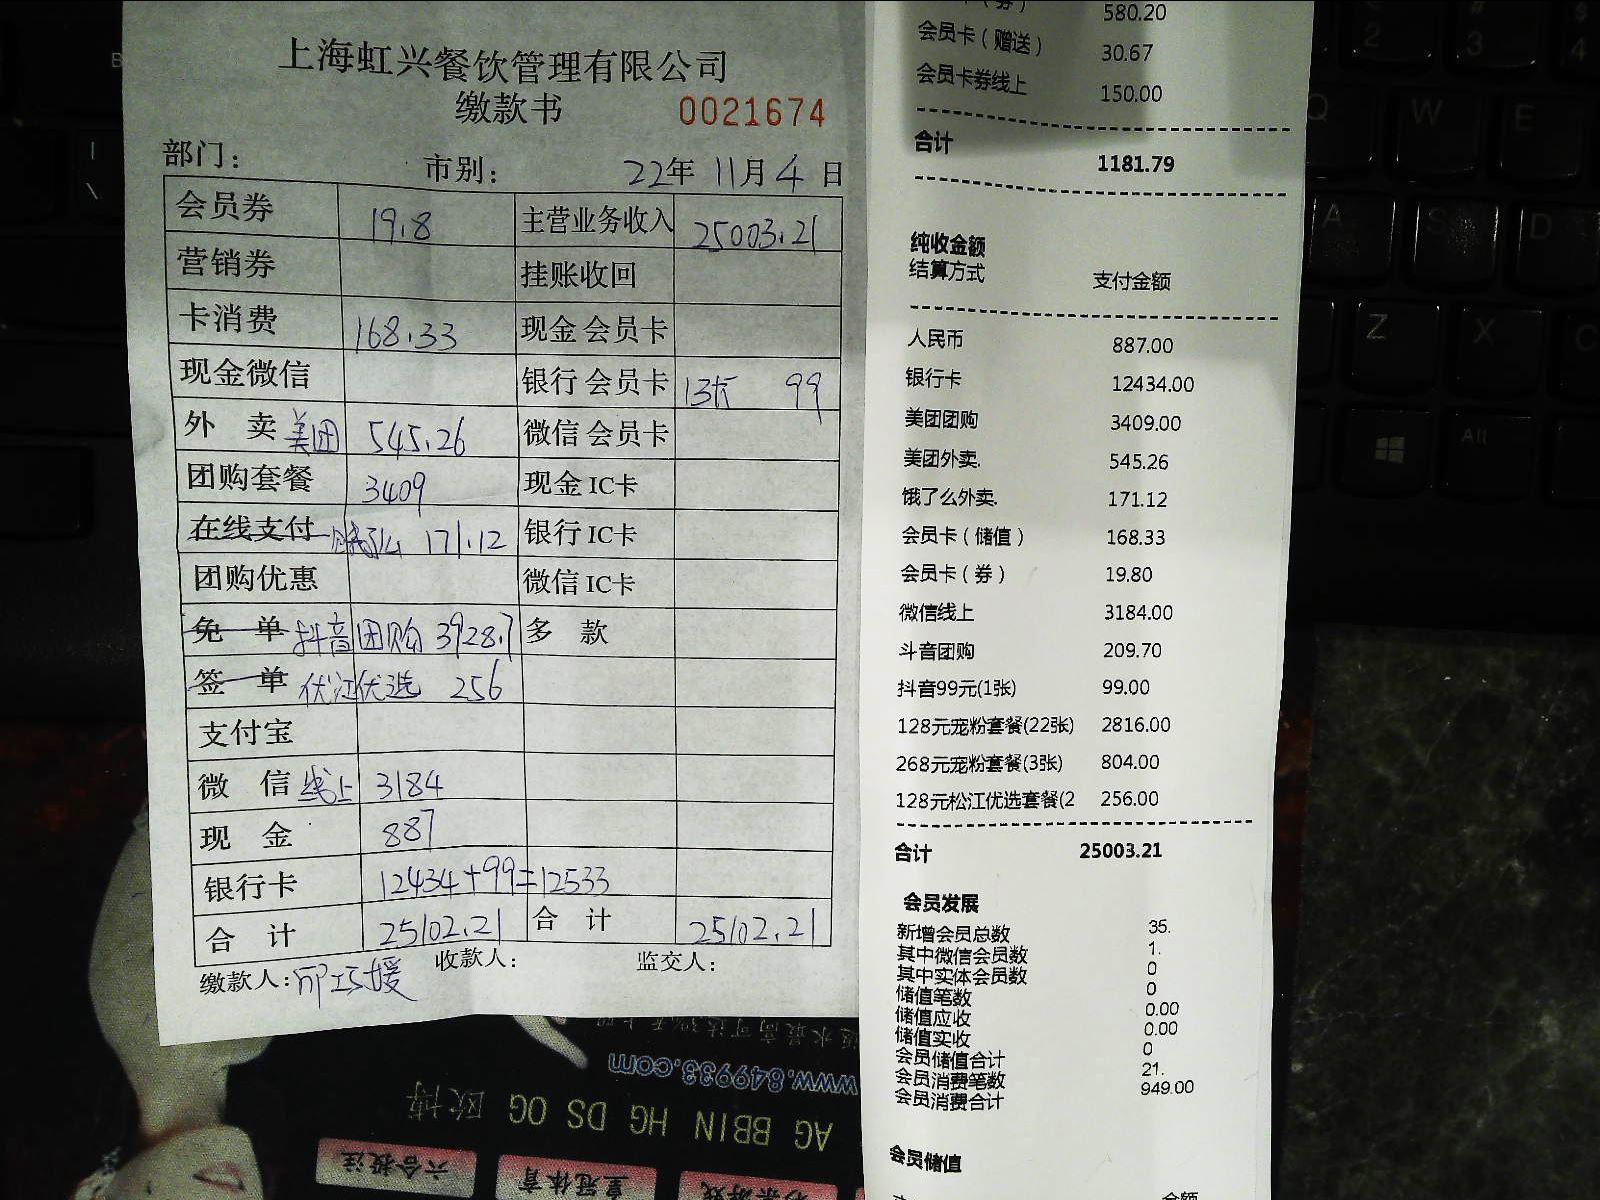 上海虹兴餐饮管理有限公司
缴款书 0021674
部门： 市别： 22年 11月 4 日
会员券 19.8 主营业务收入 25003.21
营销券 挂账收回
卡消费 168.33 现金会员卡
现金微信 银行会员卡 13张 99
外 卖 美团 545.26 微信会员卡
团购套餐 3409 现金IC卡
在线支付 171.12 银行IC卡
团购优惠 微信IC卡
免 单 抖音团购 3928.7 多 款
签 单 优选 256
支付宝
微 信 线上 3184
现 金 887
银行卡 12434+99=12533
合 计 25102.21 合 计 25102.21
缴款人： 收款人： 监交人：
580.20
会员卡（赠送） 30.67
会员卡券线上 150.00
合计 1181.79
纯收金额
结算方式 支付金额
人民币 887.00
银行卡 12434.00
美团团购 3409.00
美团外卖. 545.26
饿了么外卖. 171.12
会员卡（储值） 168.33
会员卡（券） 19.80
微信线上 3184.00
斗音团购 209.70
抖音99元(1张) 99.00
128元宠粉套餐(22张) 2816.00
268元宠粉套餐(3张) 804.00
128元松江优选套餐(2 256.00
合计 25003.21
会员发展
新增会员总数 35.
其中微信会员数 1.
其中实体会员数 0
储值笔数 0
储值应收 0.00
储值实收 0.00
会员储值合计 0
会员消费笔数 21.
会员消费合计 949.00
会员储值
www.849933.com
AG BBIN HG DS OG 欧博
六合投注
皇冠体育